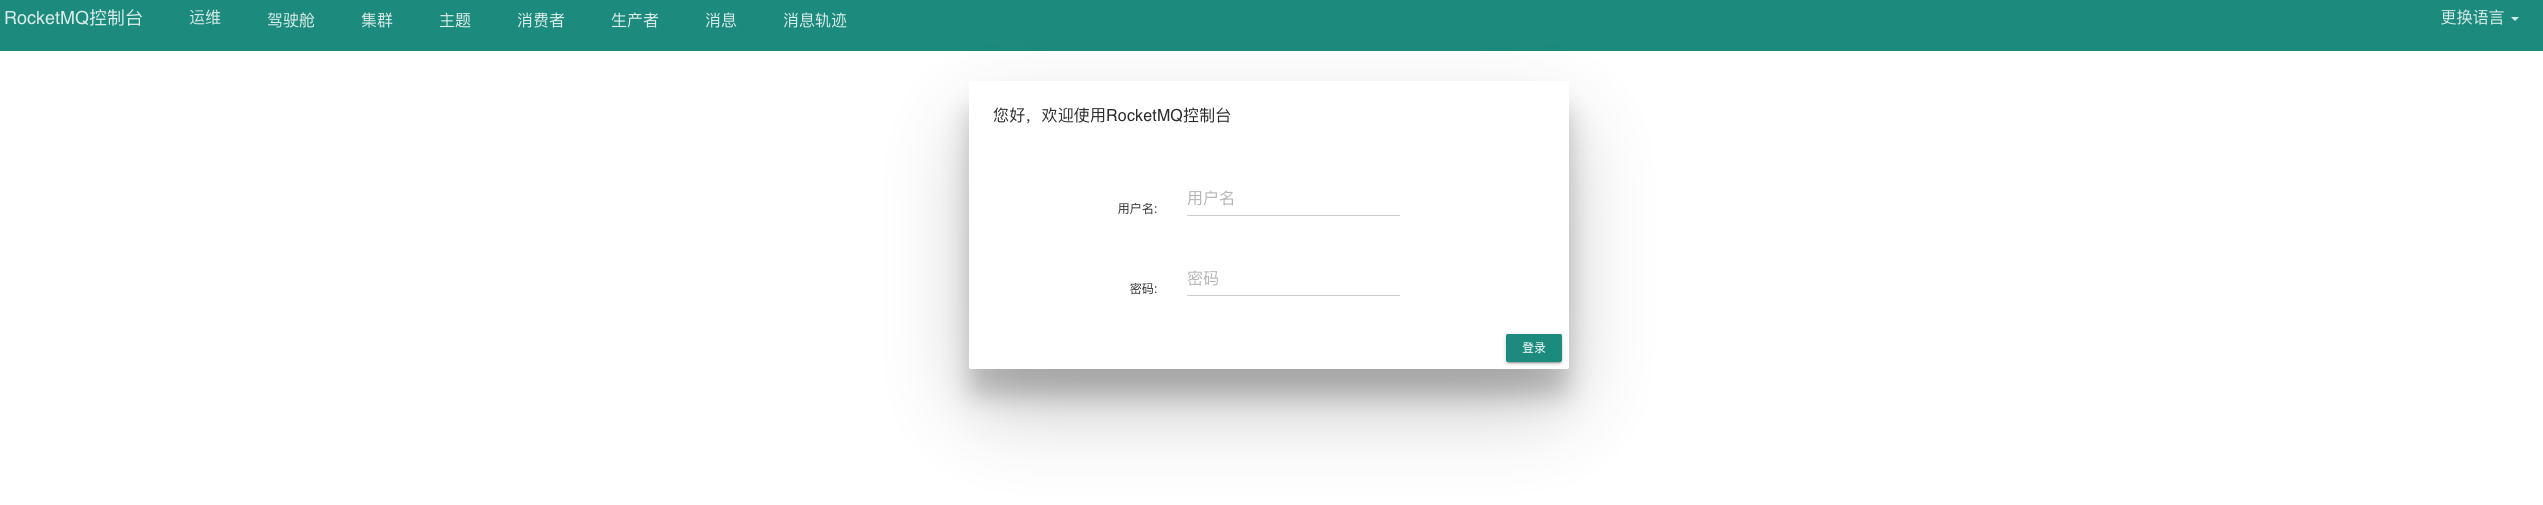 RocketMQ控制台 运维 驾驶舱 集群 主题 消费者 生产者 消息 消息轨迹 更换语言
您好，欢迎使用RocketMQ控制台
用户名: 用户名
密码: 密码
登录